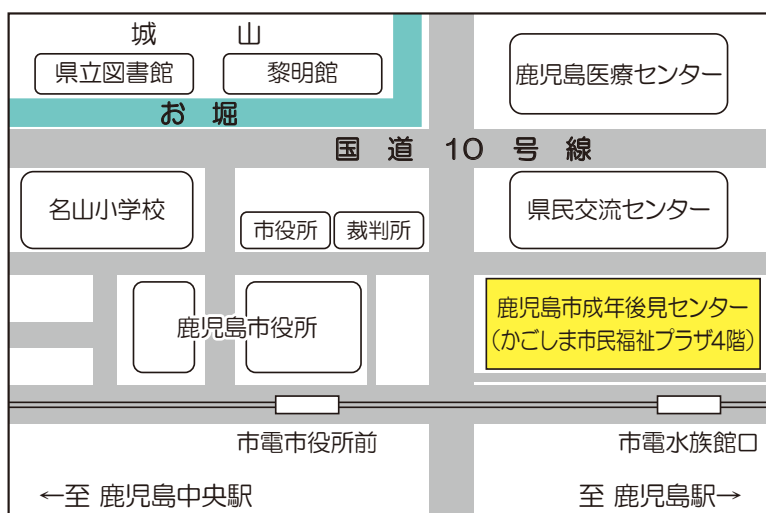 城　山
県立図書館
黎明館
鹿児島医療センター
お　堀
国　道　10　号　線
名山小学校
市役所
裁判所
県民交流センター
鹿児島市役所
鹿児島市成年後見センター
（かごしま市民福祉プラザ4階）
市電市役所前
市電水族館口
←至 鹿児島中央駅
至 鹿児島駅→